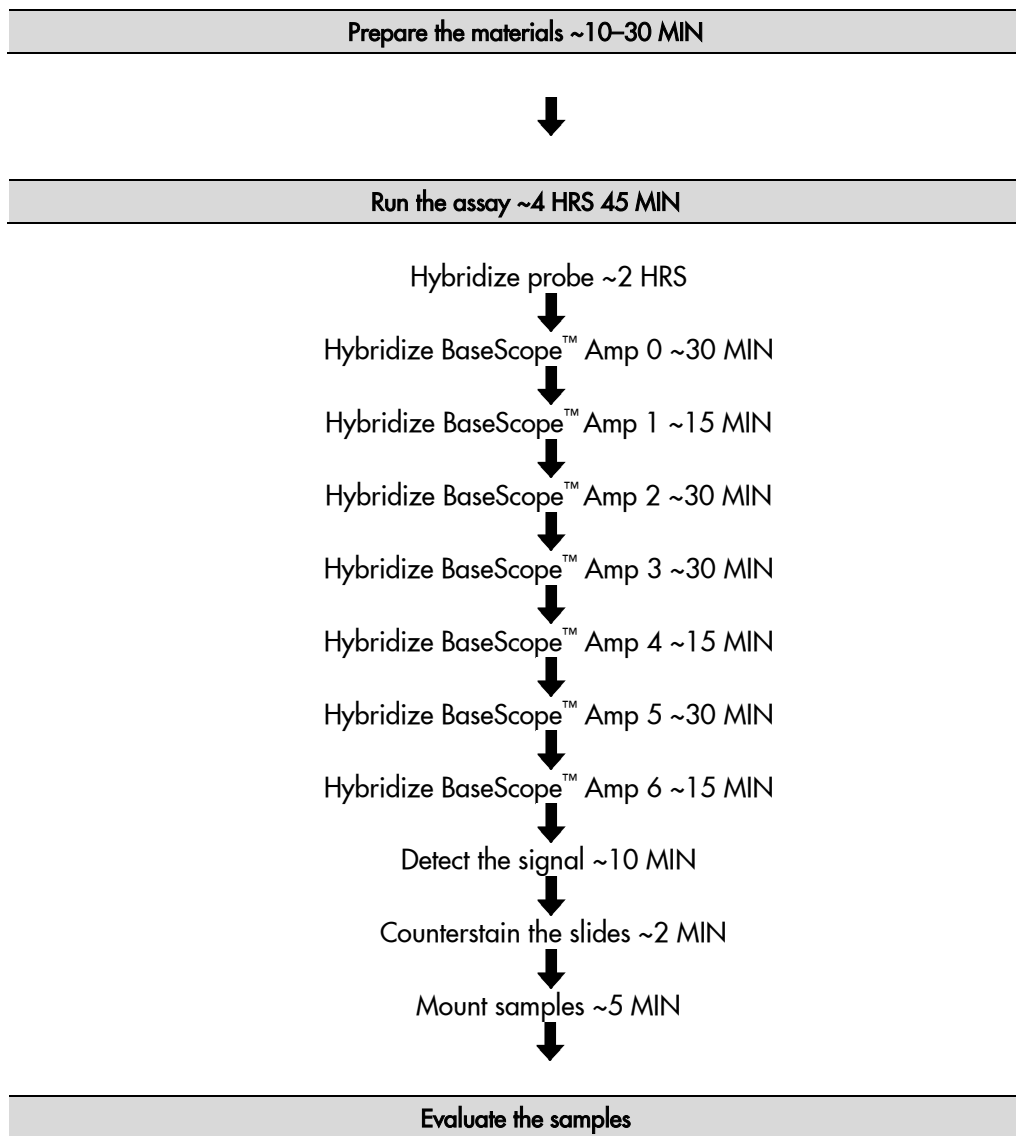 Prepare the materials ~10–30 MIN
Run the assay ~4 HRS 45 MIN
Hybridize probe ~2 HRS
Hybridize BaseScope™ Amp 0 ~30 MIN
Hybridize BaseScope™ Amp 1 ~15 MIN
Hybridize BaseScope™ Amp 2 ~30 MIN
Hybridize BaseScope™ Amp 3 ~30 MIN
Hybridize BaseScope™ Amp 4 ~15 MIN
Hybridize BaseScope™ Amp 5 ~30 MIN
Hybridize BaseScope™ Amp 6 ~15 MIN
Detect the signal ~10 MIN
Counterstain the slides ~2 MIN
Mount samples ~5 MIN
Evaluate the samples